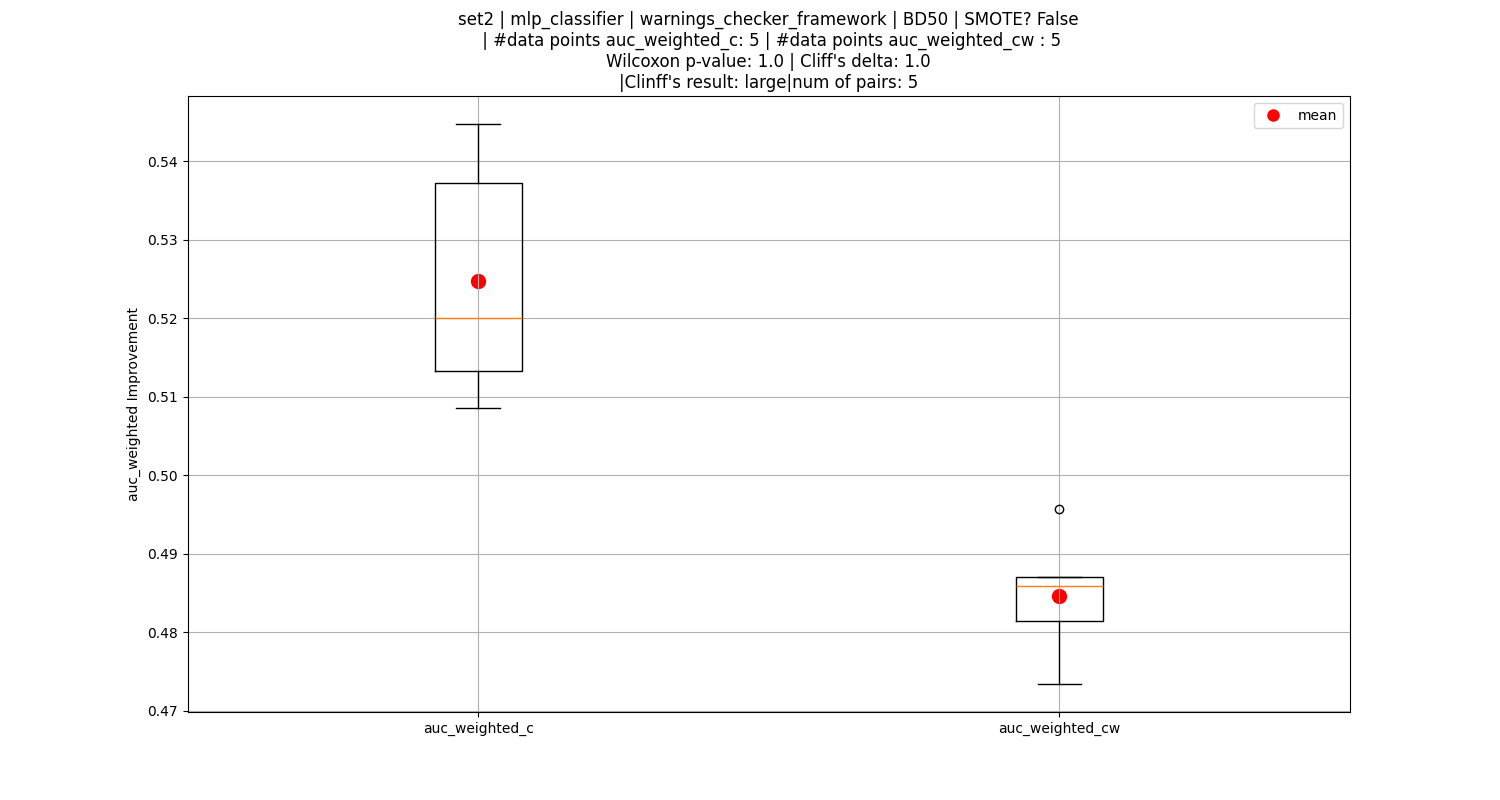 set2 | mlp_classifier | warnings_checker_framework | BD50 | SMOTE? False
| #data points auc_weighted_c: 5 | #data points auc_weighted_cw : 5
Wilcoxon p-value: 1.0 | Cliff's delta: 1.0
|Clinff's result: large|num of pairs: 5
mean
0.54
0.53
0.52
0.51
0.50
0.49
0.48
0.47
auc_weighted Improvement
auc_weighted_c
auc_weighted_cw